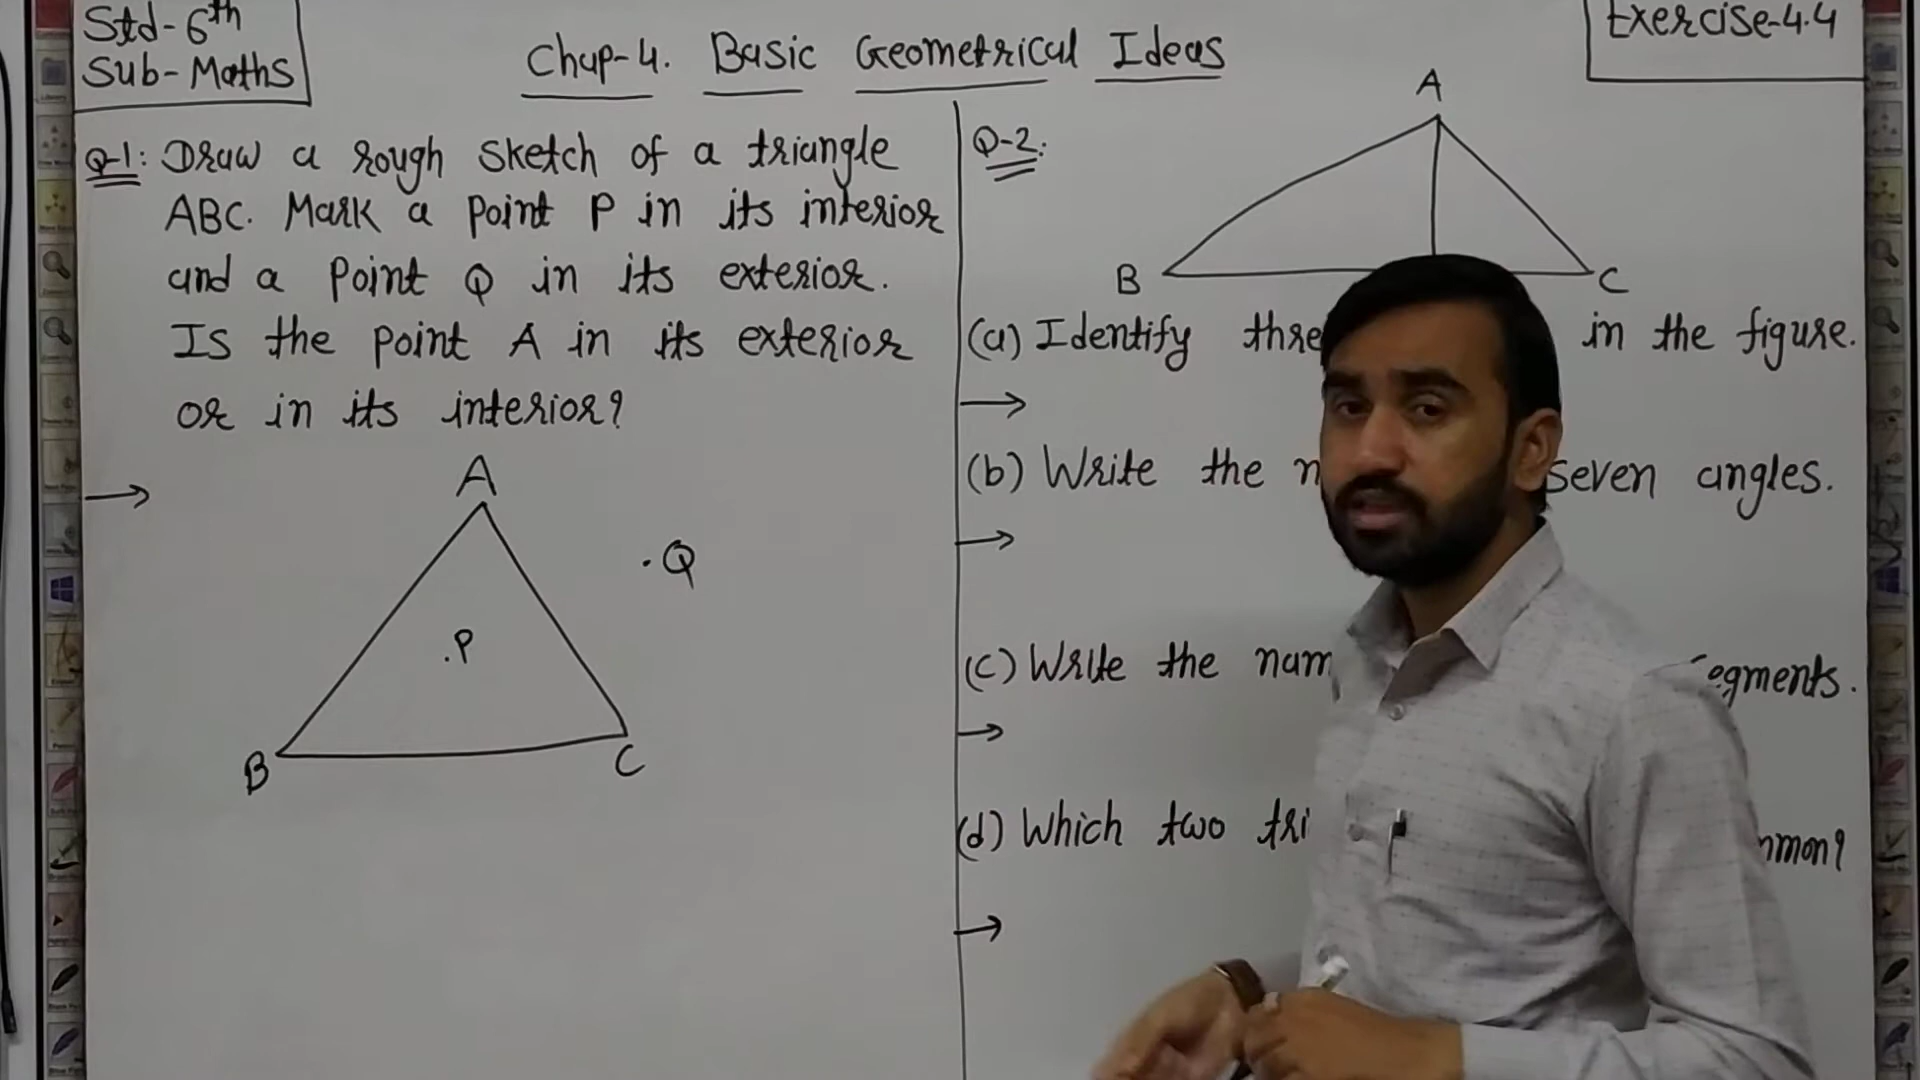 Std-6th
Sub-Maths
Chap-4. Basic Geometrical Ideas
Exercise-4.4
Q-1: Draw a rough sketch of a triangle
ABC. Mark a point P in its interior
and a point Q in its exterior.
Is the point A in its exterior
or in its interior?
→
A
.Q
.P
B
C
Q-2.
A
B
C
(a) Identify thre in the figure.
→
(b) Write the n seven angles.
→
(c) Write the nam egments.
→
(d) Which two tri mmon?
→